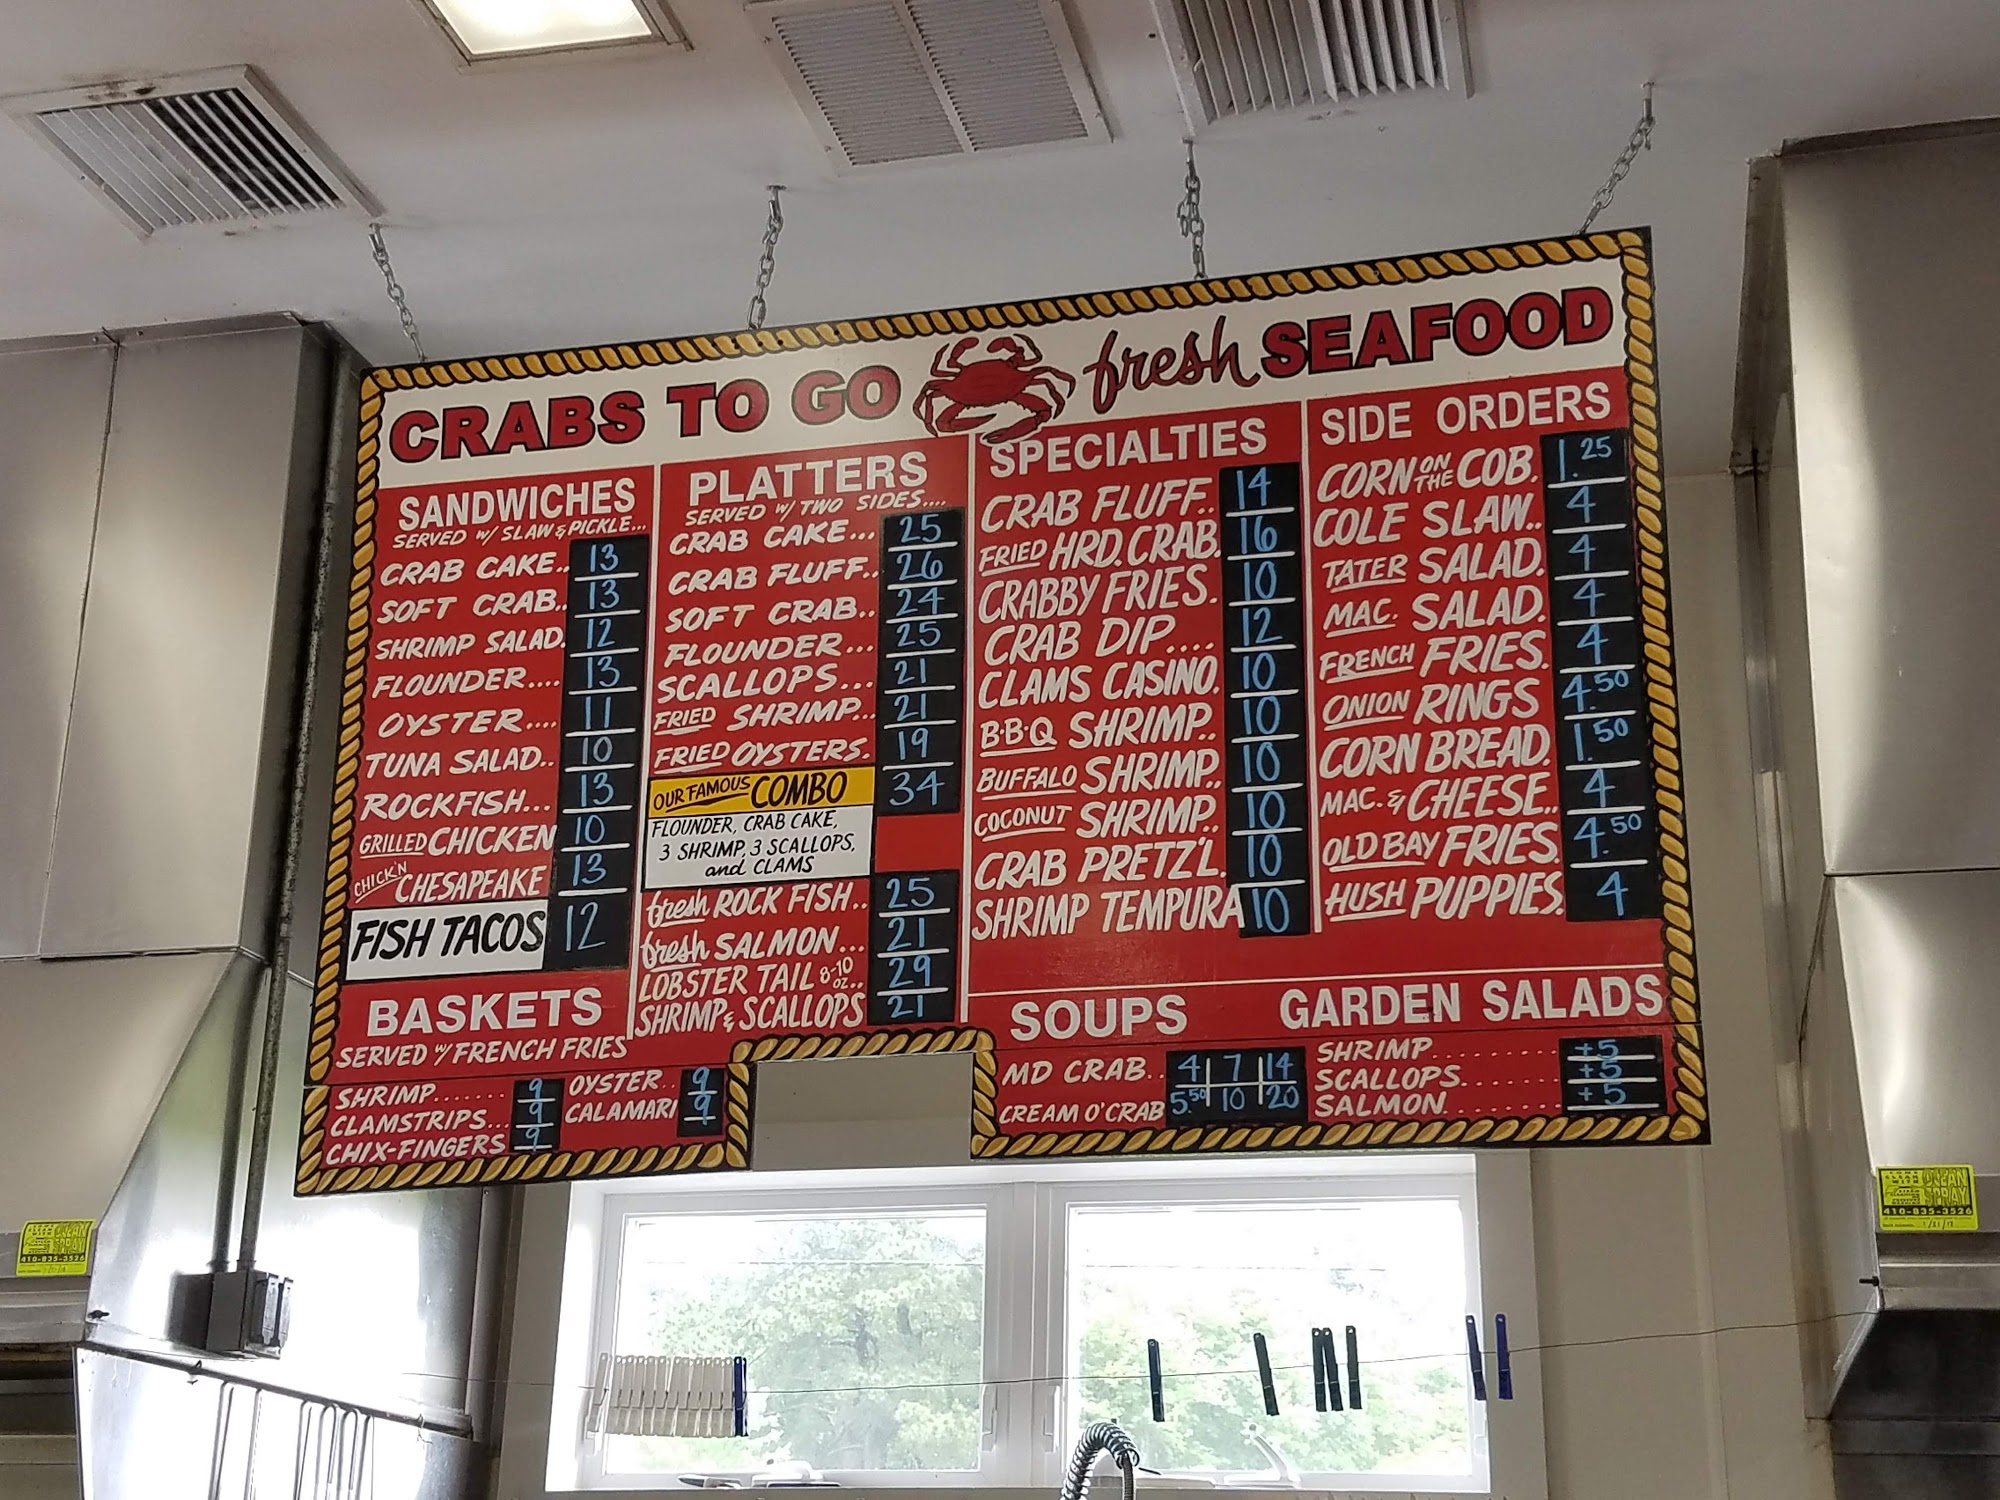 CRABS TO GO fresh SEAFOOD
SANDWICHES
SERVED w/ SLAW & PICKLE...
CRAB CAKE.. 13
SOFT CRAB.. 13
SHRIMP SALAD. 12
FLOUNDER.... 13
OYSTER.... 11
TUNA SALAD.. 10
ROCKFISH... 13
GRILLED CHICKEN 10
CHICK'N CHESAPEAKE 13
FISH TACOS 12
BASKETS
SERVED w/ FRENCH FRIES
SHRIMP....... 9
CLAMSTRIPS... 9
CHIX-FINGERS 9
OYSTER.. 9
CALAMARI 9
PLATTERS
SERVED w/ TWO SIDES....
CRAB CAKE... 25
CRAB FLUFF.. 26
SOFT CRAB.. 24
FLOUNDER... 25
SCALLOPS... 21
FRIED SHRIMP... 21
FRIED OYSTERS. 19
OUR FAMOUS COMBO 34
FLOUNDER, CRAB CAKE,
3 SHRIMP, 3 SCALLOPS,
and CLAMS
fresh ROCK FISH.. 25
fresh SALMON... 21
LOBSTER TAIL 8-10 OZ.. 29
SHRIMP & SCALLOPS 21
SPECIALTIES
CRAB FLUFF.. 14
FRIED HRD. CRAB. 16
CRABBY FRIES. 10
CRAB DIP.... 12
CLAMS CASINO. 10
B·B·Q SHRIMP.. 10
BUFFALO SHRIMP.. 10
COCONUT SHRIMP.. 10
CRAB PRETZ'L. 10
SHRIMP TEMPURA 10
SIDE ORDERS
CORN ON THE COB. 1.25
COLE SLAW.. 4
TATER SALAD. 4
MAC. SALAD. 4
FRENCH FRIES. 4
ONION RINGS 4.50
CORN BREAD. 1.50
MAC. & CHEESE.. 4
OLD BAY FRIES. 4.50
HUSH PUPPIES. 4
SOUPS
MD CRAB.. 4 7 14
CREAM O'CRAB 5.50 10 20
GARDEN SALADS
SHRIMP........ +5
SCALLOPS...... +5
SALMON....... +5
410-835-3526
410-835-3526